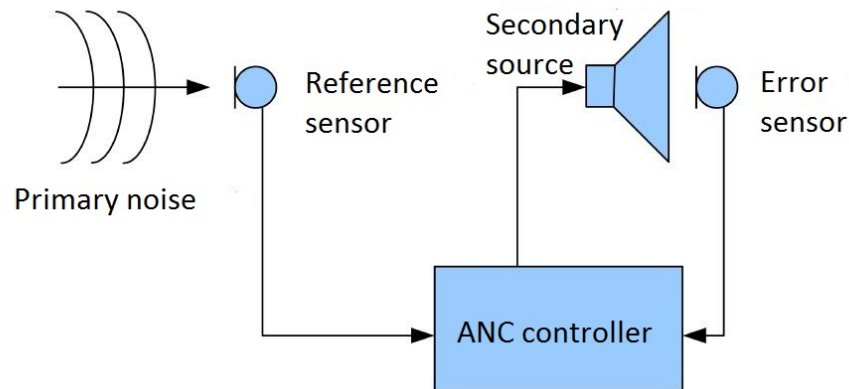 Secondary
source
Reference
sensor
Error
sensor
Primary noise
ANC controller